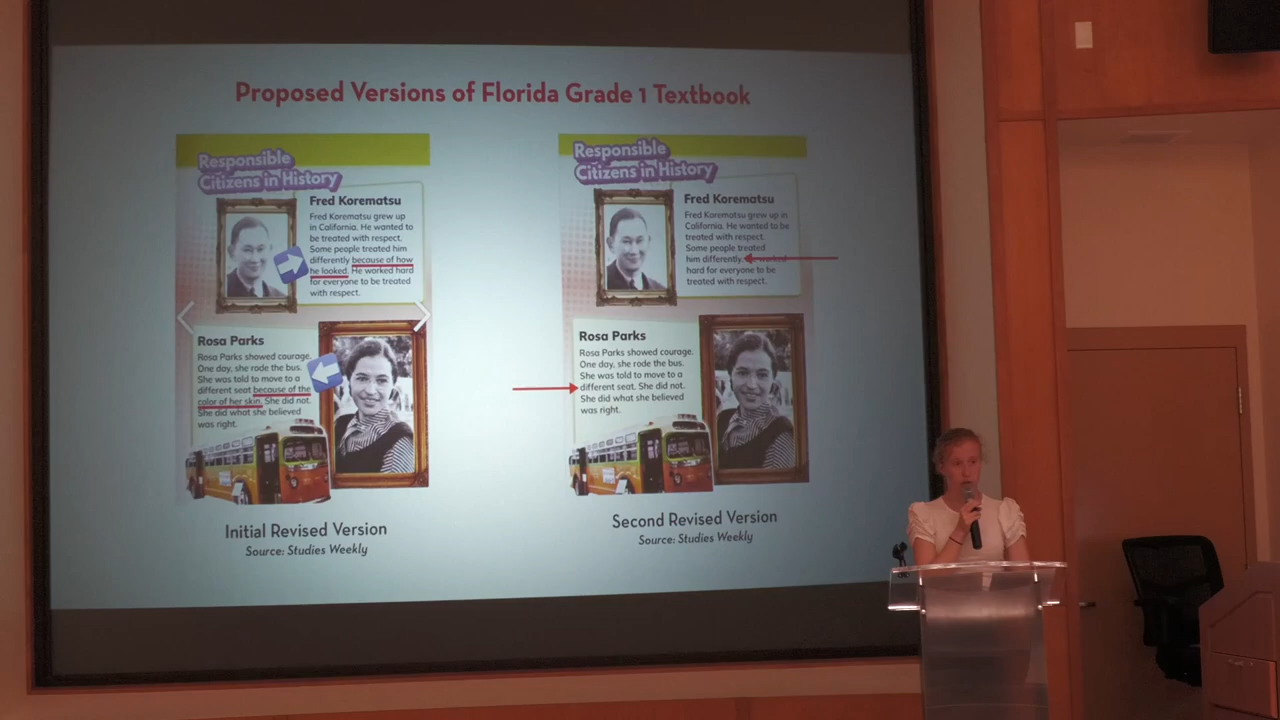 Proposed Versions of Florida Grade 1 Textbook
Responsible
Citizens in History
Fred Korematsu
Fred Korematsu grew up
in California. He wanted to
be treated with respect.
Some people treated him
differently because of how
he looked. He worked hard
for everyone to be treated
with respect.
Rosa Parks
Rosa Parks showed courage.
One day, she rode the bus.
She was told to move to a
different seat because of the
color of her skin. She did not.
She did what she believed
was right.
Initial Revised Version
Source: Studies Weekly
Responsible
Citizens in History
Fred Korematsu
Fred Korematsu grew up
in California. He wanted to be
treated with respect.
Some people treated
him differently. He worked
hard for everyone to be
treated with respect.
Rosa Parks
Rosa Parks showed courage.
One day, she rode the bus.
She was told to move to a
different seat. She did not.
She did what she believed
was right.
Second Revised Version
Source: Studies Weekly